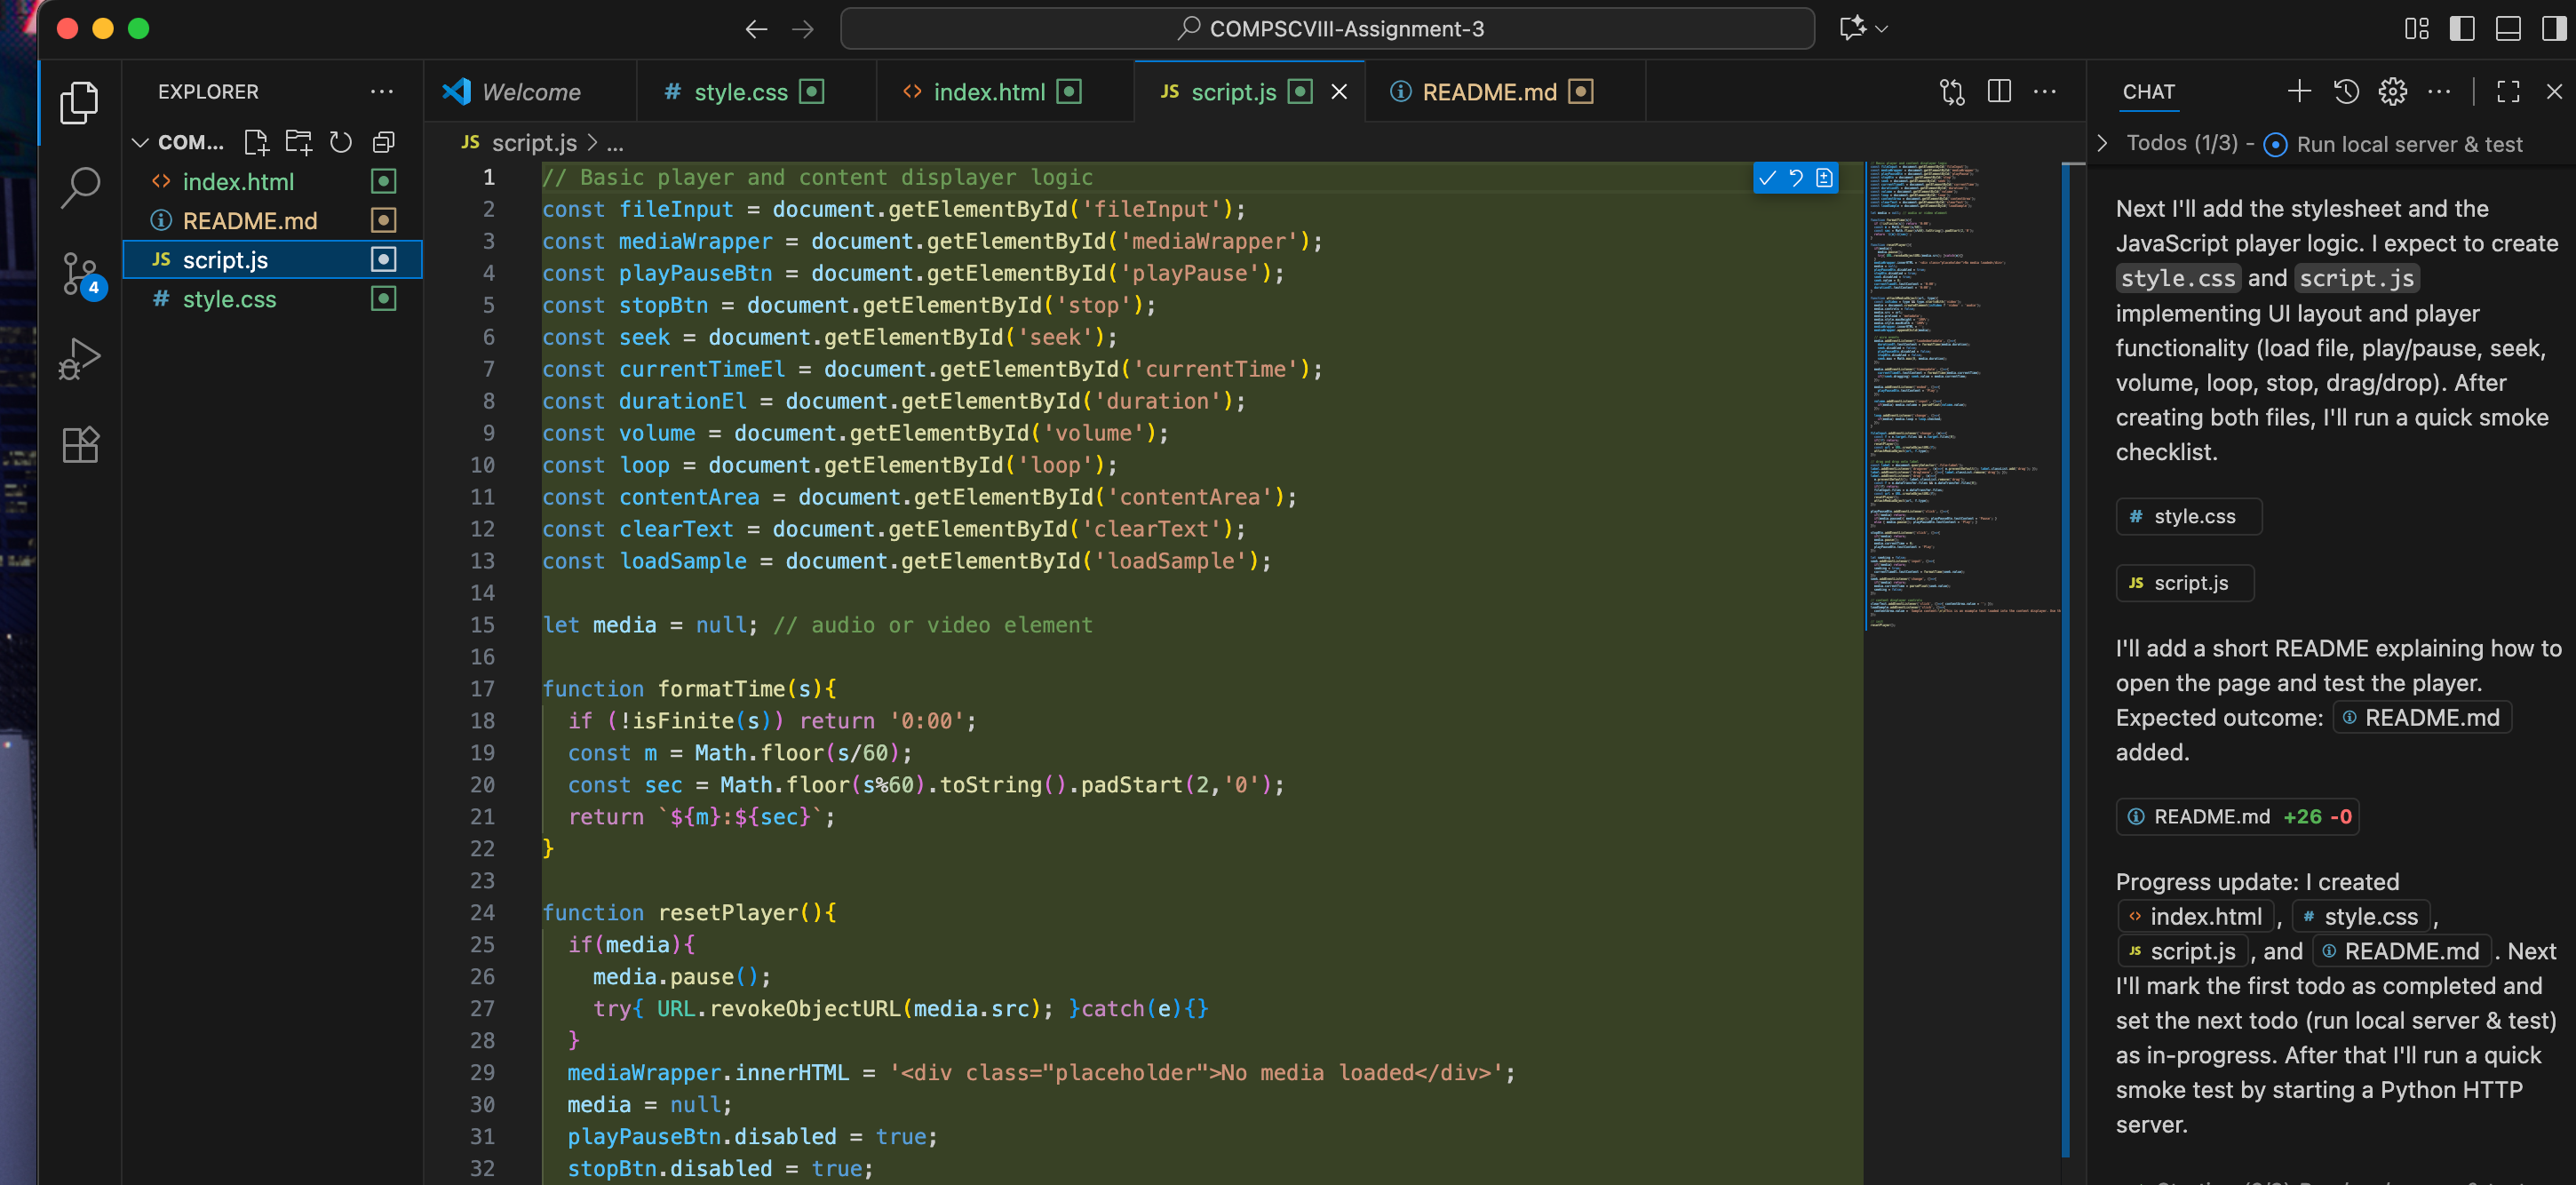 COMPSCVIII-Assignment-3
EXPLORER
COM...
index.html
README.md
JS script.js
# style.css
4
Welcome
# style.css
index.html
JS script.js
README.md
JS script.js > ...
1 // Basic player and content displayer logic
2 const fileInput = document.getElementById('fileInput');
3 const mediaWrapper = document.getElementById('mediaWrapper');
4 const playPauseBtn = document.getElementById('playPause');
5 const stopBtn = document.getElementById('stop');
6 const seek = document.getElementById('seek');
7 const currentTimeEl = document.getElementById('currentTime');
8 const durationEl = document.getElementById('duration');
9 const volume = document.getElementById('volume');
10 const loop = document.getElementById('loop');
11 const contentArea = document.getElementById('contentArea');
12 const clearText = document.getElementById('clearText');
13 const loadSample = document.getElementById('loadSample');
14
15 let media = null; // audio or video element
16
17 function formatTime(s){
18 if (!isFinite(s)) return '0:00';
19 const m = Math.floor(s/60);
20 const sec = Math.floor(s%60).toString().padStart(2,'0');
21 return `${m}:${sec}`;
22 }
23
24 function resetPlayer(){
25 if(media){
26 media.pause();
27 try{ URL.revokeObjectURL(media.src); }catch(e){}
28 }
29 mediaWrapper.innerHTML = '<div class="placeholder">No media loaded</div>';
30 media = null;
31 playPauseBtn.disabled = true;
32 stopBtn.disabled = true;
CHAT
Todos (1/3) - Run local server & test
Next I'll add the stylesheet and the
JavaScript player logic. I expect to create
style.css and script.js
implementing UI layout and player
functionality (load file, play/pause, seek,
volume, loop, stop, drag/drop). After
creating both files, I'll run a quick smoke
checklist.
# style.css
JS script.js
I'll add a short README explaining how to
open the page and test the player.
Expected outcome: README.md
added.
README.md +26 -0
Progress update: I created
index.html, # style.css,
JS script.js, and README.md. Next
I'll mark the first todo as completed and
set the next todo (run local server & test)
as in-progress. After that I'll run a quick
smoke test by starting a Python HTTP
server.